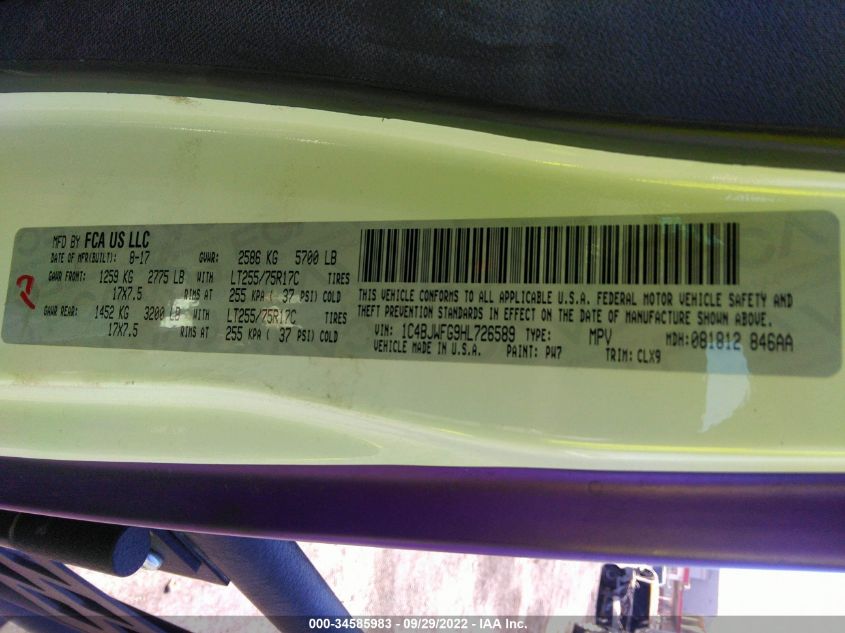 MFD BY FCA US LLC
DATE OF MFR(BUILT): 8-17 GVWR: 2586 KG 5700 LB
GAWR FRONT: 1259 KG 2775 LB WITH LT255/75R17C TIRES
17X7.5 RIMS AT 255 KPA ( 37 PSI) COLD
GAWR REAR: 1452 KG 3200 LB WITH LT255/75R17C TIRES
17X7.5 RIMS AT 255 KPA ( 37 PSI) COLD
THIS VEHICLE CONFORMS TO ALL APPLICABLE U.S.A. FEDERAL MOTOR VEHICLE SAFETY AND
THEFT PREVENTION STANDARDS IN EFFECT ON THE DATE OF MANUFACTURE SHOWN ABOVE.
VIN: 1C4BJWFG9HL726589 TYPE: MPV MDH: 081812 846AA
VEHICLE MADE IN U.S.A. PAINT: PW7 TRIM: CLX9
000-34585983 / 09/29/2022 - IAA Inc.